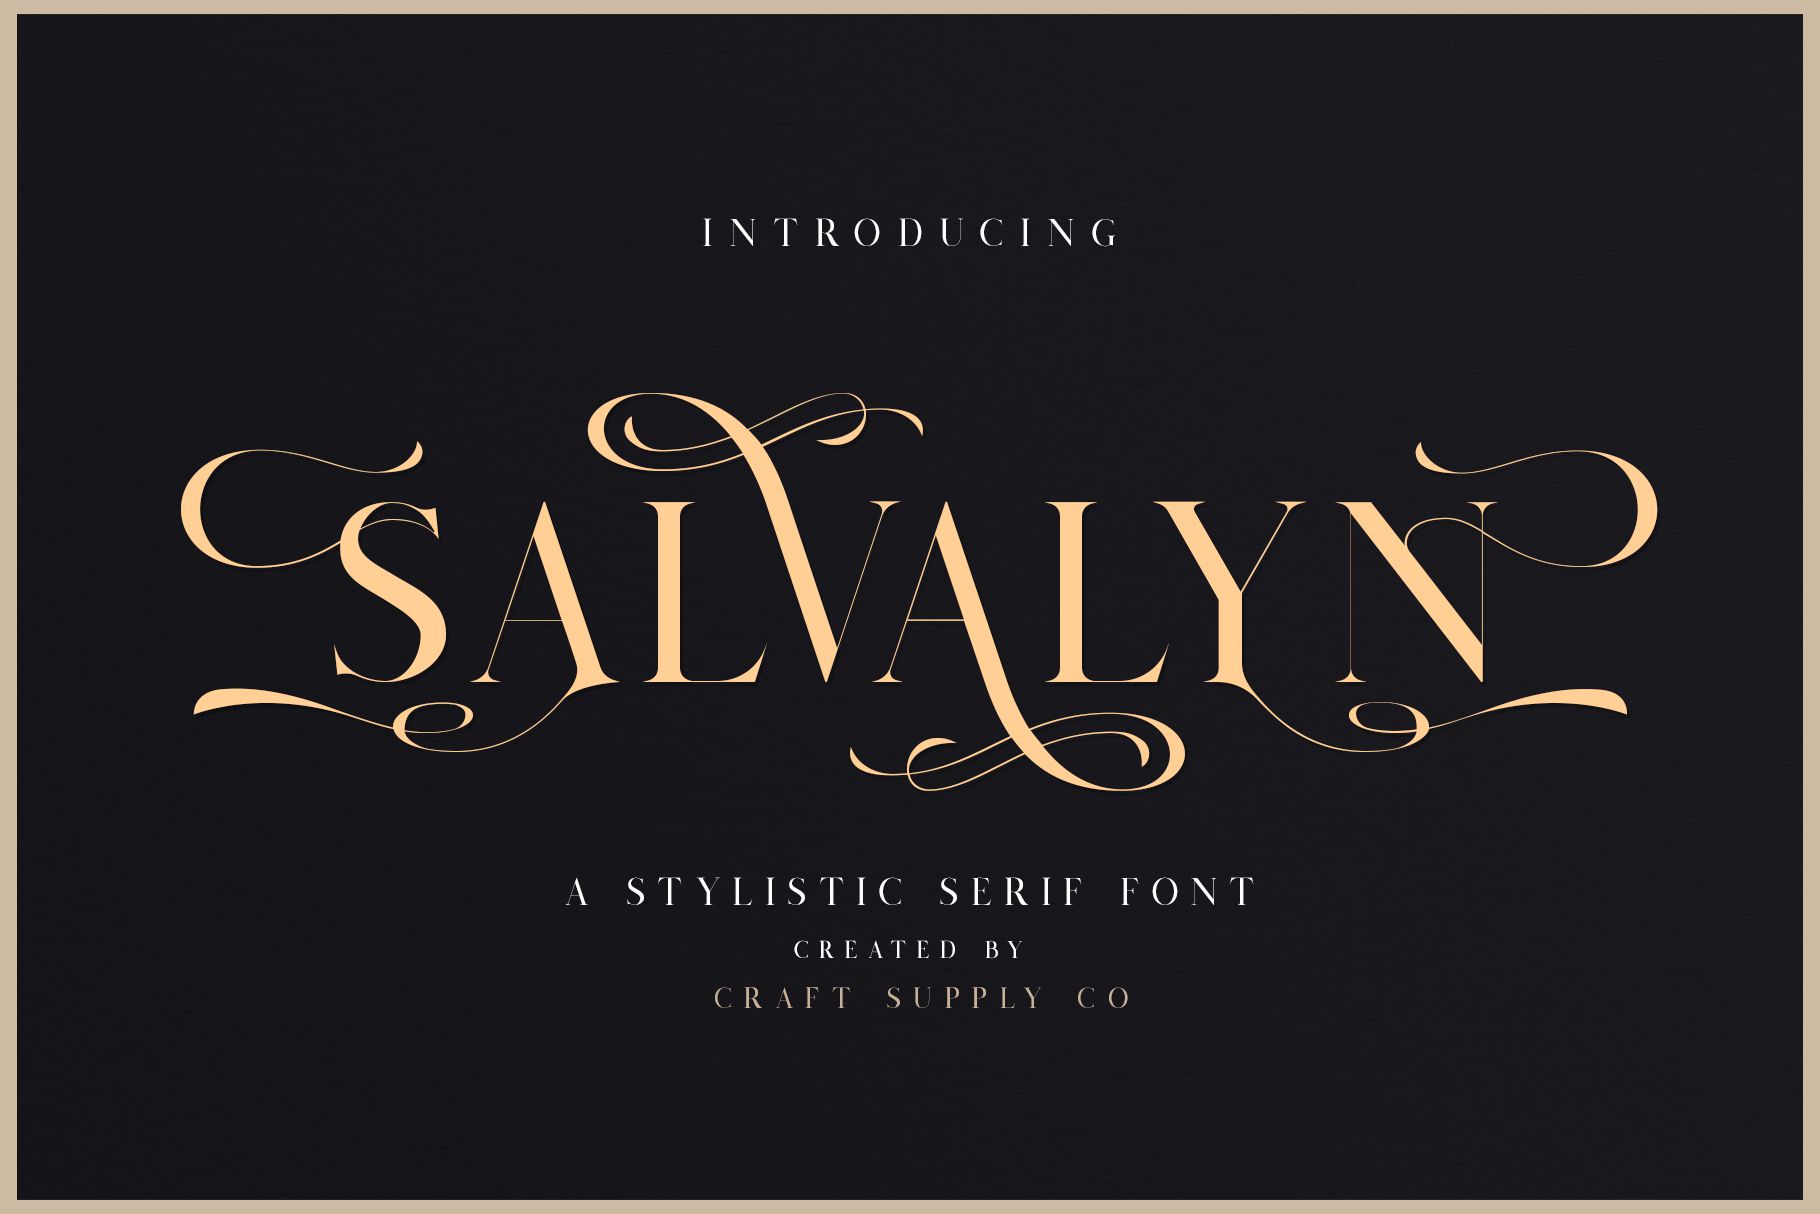 INTRODUCING
SALVALYN
A STYLISTIC SERIF FONT
CREATED BY
CRAFT SUPPLY CO